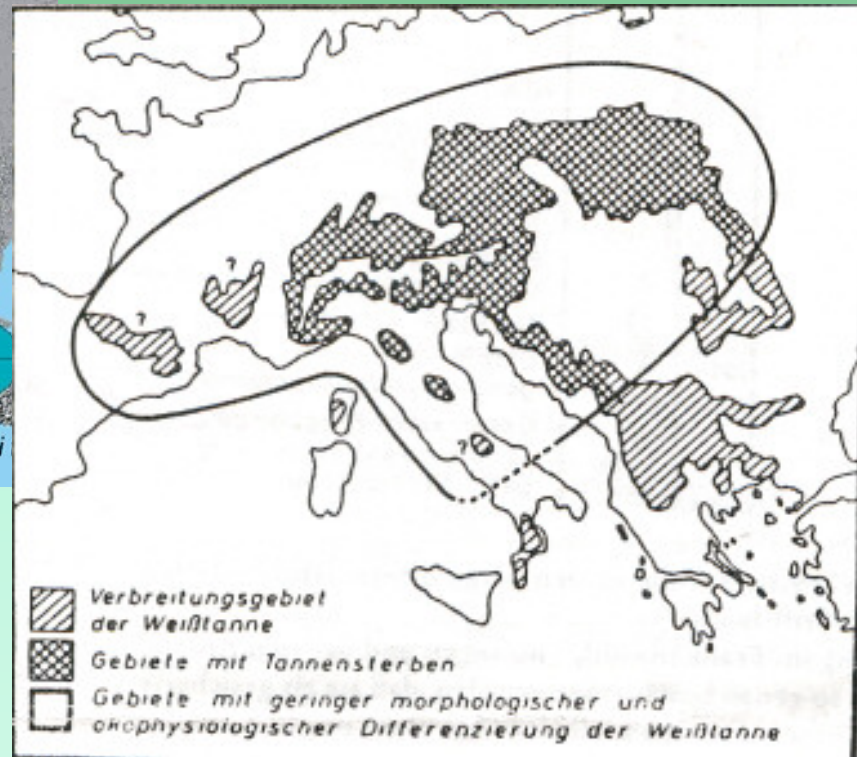 ?
?
?
i
Verbreitungsgebiet
der Weißtanne
Gebiete mit Tannensterben
Gebiete mit geringer morphologischer und
ökophysiologischer Differenzierung der Weißtanne